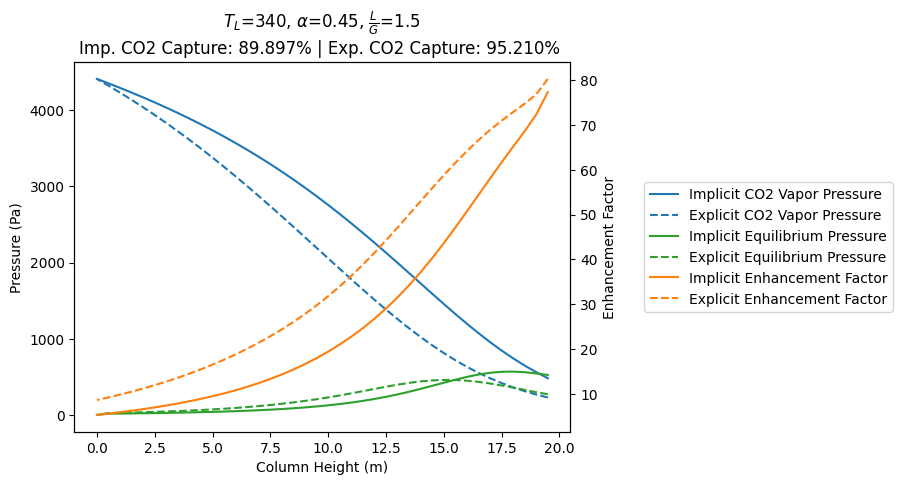 T_L=340, α=0.45, L/G=1.5
Imp. CO2 Capture: 89.897% | Exp. CO2 Capture: 95.210%
Pressure (Pa)
4000
3000
2000
1000
0
0.0 2.5 5.0 7.5 10.0 12.5 15.0 17.5 20.0
Column Height (m)
80
70
60
50
40
30
20
10
Enhancement Factor
Implicit CO2 Vapor Pressure
Explicit CO2 Vapor Pressure
Implicit Equilibrium Pressure
Explicit Equilibrium Pressure
Implicit Enhancement Factor
Explicit Enhancement Factor